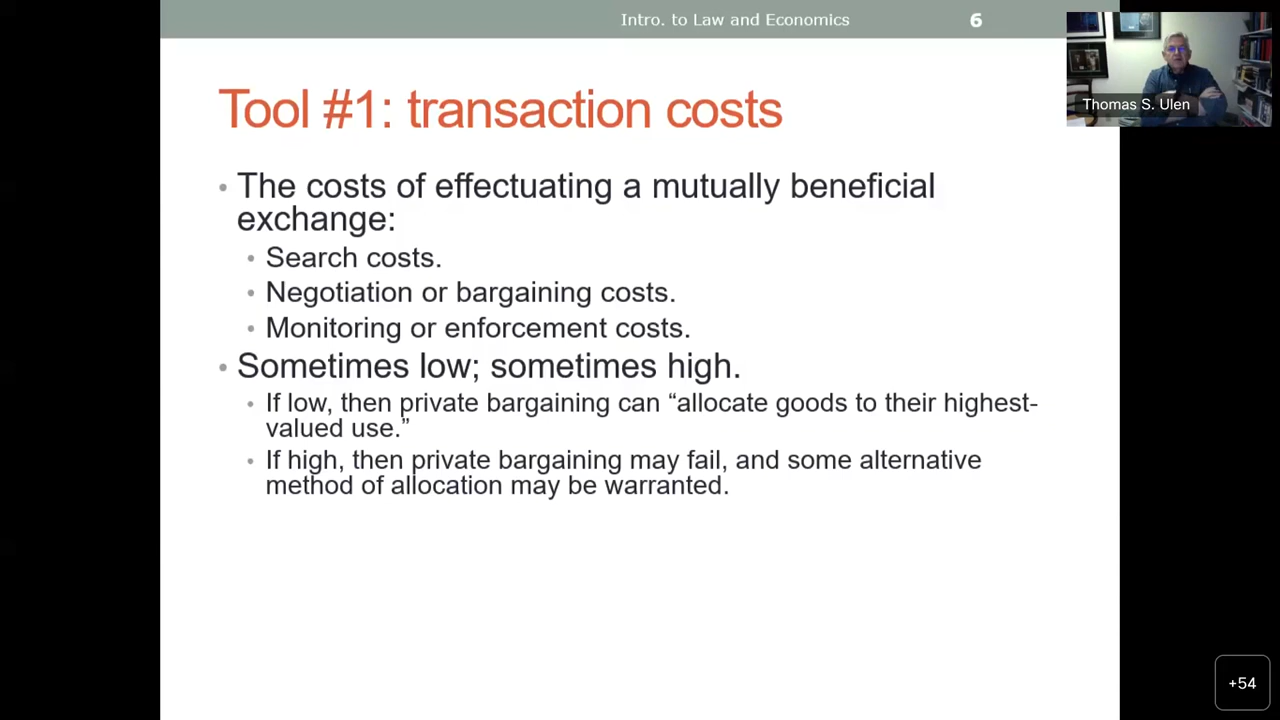 Intro. to Law and Economics
6
Thomas S. Ulen
Tool #1: transaction costs
• The costs of effectuating a mutually beneficial
exchange:
• Search costs.
• Negotiation or bargaining costs.
• Monitoring or enforcement costs.
• Sometimes low; sometimes high.
• If low, then private bargaining can “allocate goods to their highest-
valued use.”
• If high, then private bargaining may fail, and some alternative
method of allocation may be warranted.
+54